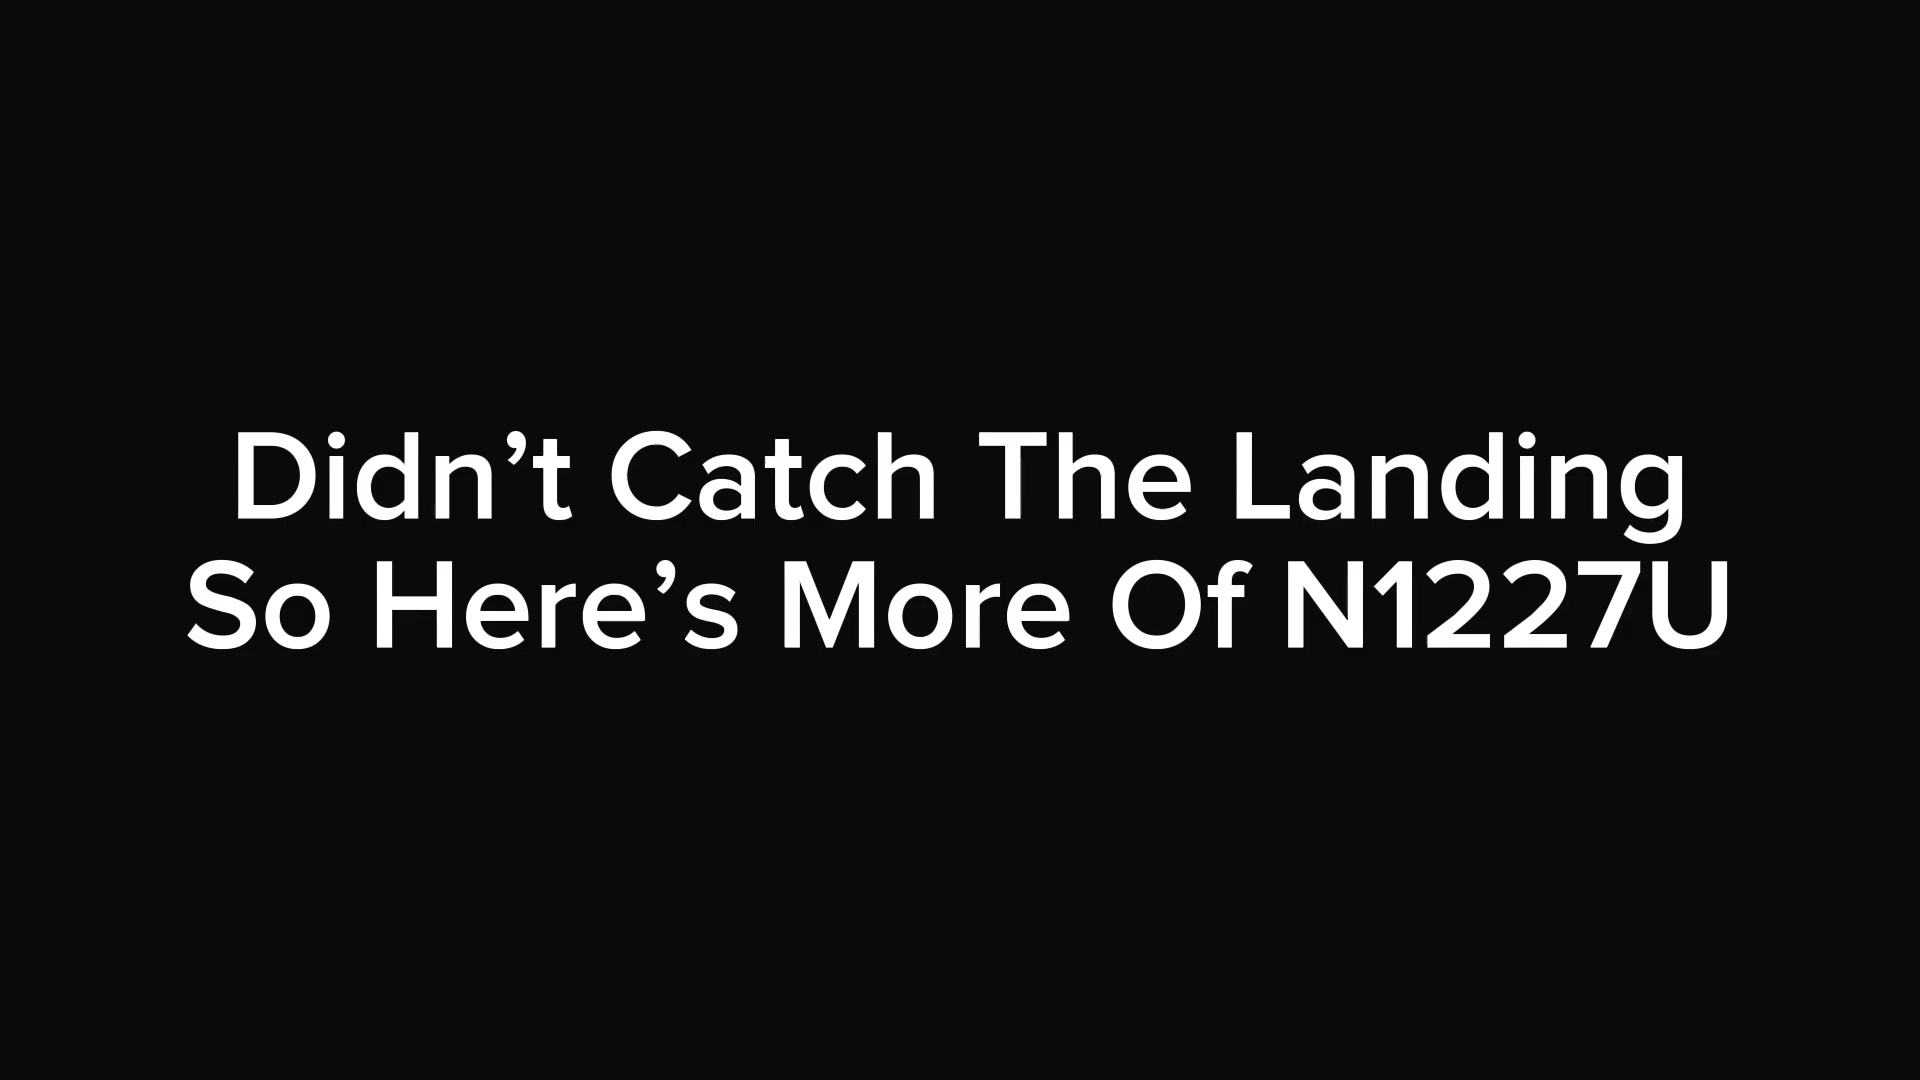 Didn’t Catch The Landing
So Here’s More Of N1227U